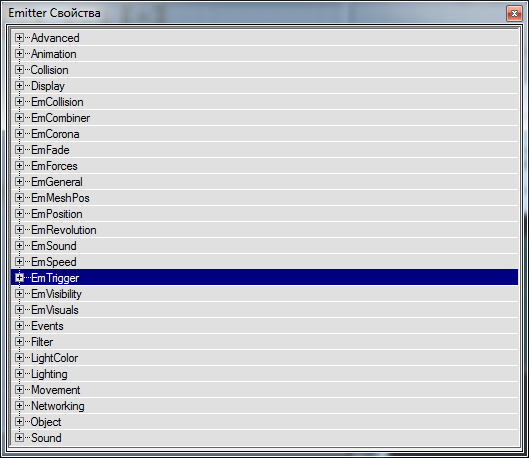 Emitter Свойства
Advanced
Animation
Collision
Display
EmCollision
EmCombiner
EmCorona
EmFade
EmForces
EmGeneral
EmMeshPos
EmPosition
EmRevolution
EmSound
EmSpeed
EmTrigger
EmVisibility
EmVisuals
Events
Filter
LightColor
Lighting
Movement
Networking
Object
Sound